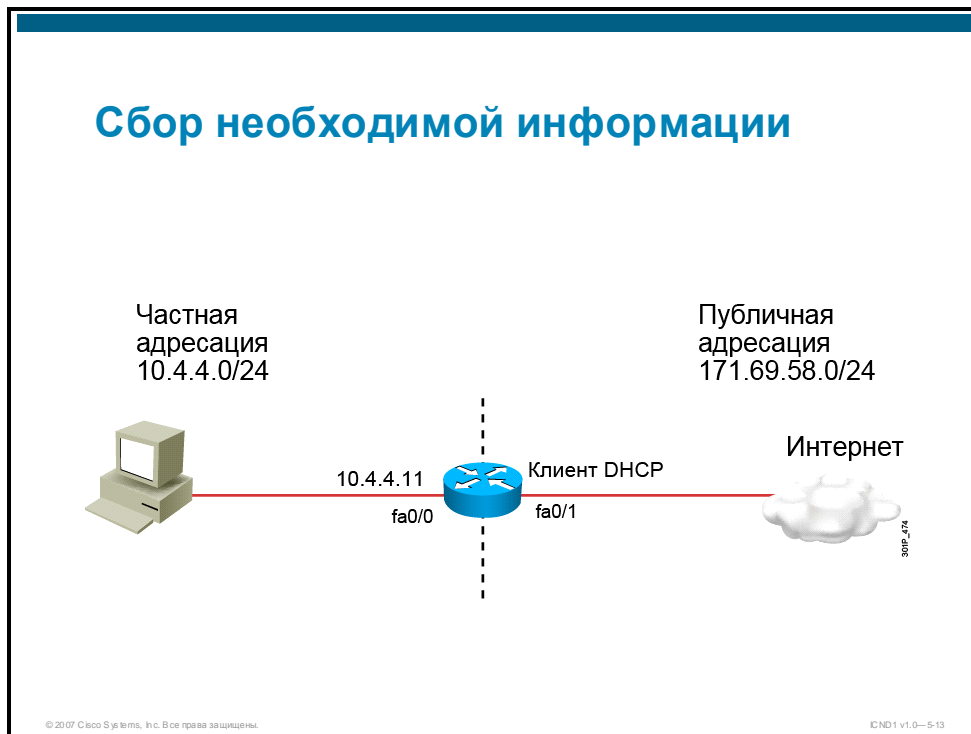 Сбор необходимой информации
Частная
адресация
10.4.4.0/24
Публичная
адресация
171.69.58.0/24
Интернет
10.4.4.11
Клиент DHCP
fa0/0
fa0/1
301P_474
© 2007 Cisco Systems, Inc. Все права защищены.
ICND1 v1.0—5-13